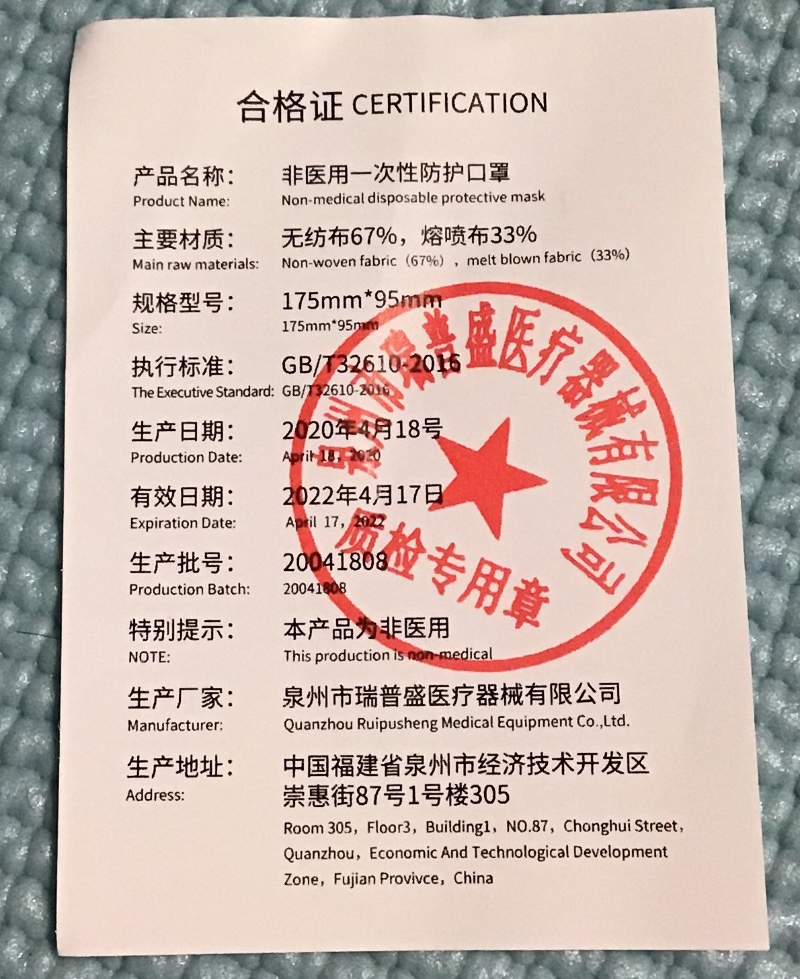 合格证 CERTIFICATION
产品名称： 非医用一次性防护口罩
Product Name: Non-medical disposable protective mask
主要材质： 无纺布67%，熔喷布33%
Main raw materials: Non-woven fabric（67%）, melt blown fabric（33%）
规格型号： 175mm*95mm
Size: 175mm*95mm
执行标准： GB/T32610-2016
The Executive Standard: GB/T32610-2016
生产日期： 2020年4月18号
Production Date: April 18, 2020
有效日期： 2022年4月17日
Expiration Date: April 17, 2022
生产批号： 20041808
Production Batch: 20041808
特别提示： 本产品为非医用
NOTE: This production is non-medical
生产厂家： 泉州市瑞普盛医疗器械有限公司
Manufacturer: Quanzhou Ruipusheng Medical Equipment Co.,Ltd.
生产地址： 中国福建省泉州市经济技术开发区
Address: 崇惠街87号1号楼305
Room 305, Floor3, Building1, NO.87, Chonghui Street,
Quanzhou, Economic And Technological Development
Zone, Fujian Provivce, China
泉州市瑞普盛医疗器械有限公司
质检专用章